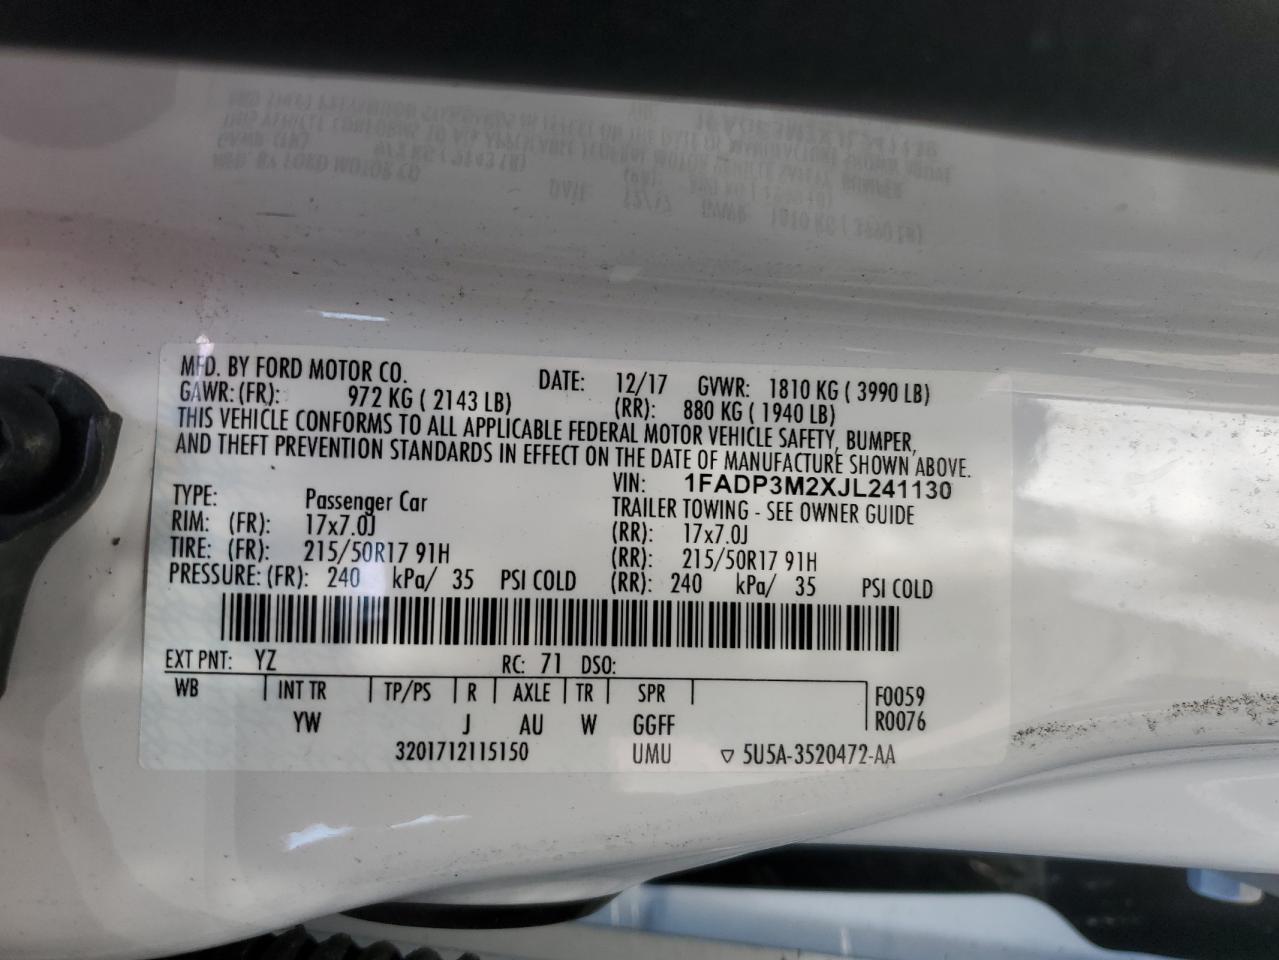 MFD. BY FORD MOTOR CO. DATE: 12/17 GVWR: 1810 KG ( 3990 LB)
GAWR: (FR): 972 KG ( 2143 LB) (RR): 880 KG ( 1940 LB)
THIS VEHICLE CONFORMS TO ALL APPLICABLE FEDERAL MOTOR VEHICLE SAFETY, BUMPER,
AND THEFT PREVENTION STANDARDS IN EFFECT ON THE DATE OF MANUFACTURE SHOWN ABOVE.
VIN: 1FADP3M2XJL241130
TYPE: Passenger Car TRAILER TOWING - SEE OWNER GUIDE
RIM: (FR): 17x7.0J (RR): 17x7.0J
TIRE: (FR): 215/50R17 91H (RR): 215/50R17 91H
PRESSURE: (FR): 240 kPa/ 35 PSI COLD (RR): 240 kPa/ 35 PSI COLD
EXT PNT: YZ RC: 71 DSO:
WB INT TR TP/PS R AXLE TR SPR F0059
YW J AU W GGFF R0076
3201712115150 UMU ▽ 5U5A-3520472-AA